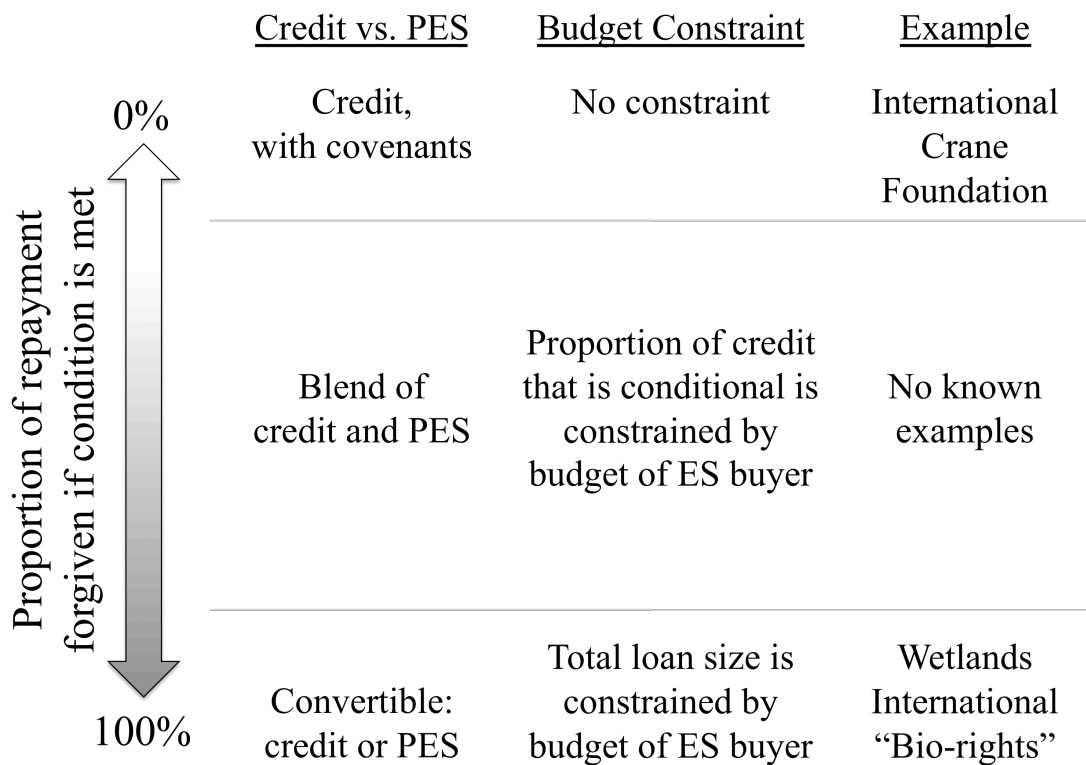 Credit vs. PES
Budget Constraint
Example
Proportion of repayment
forgiven if condition is met
0%
Credit,
with covenants
No constraint
International
Crane
Foundation
Blend of
credit and PES
Proportion of credit
that is conditional is
constrained by
budget of ES buyer
No known
examples
100%
Convertible:
credit or PES
Total loan size is
constrained by
budget of ES buyer
Wetlands
International
“Bio-rights”